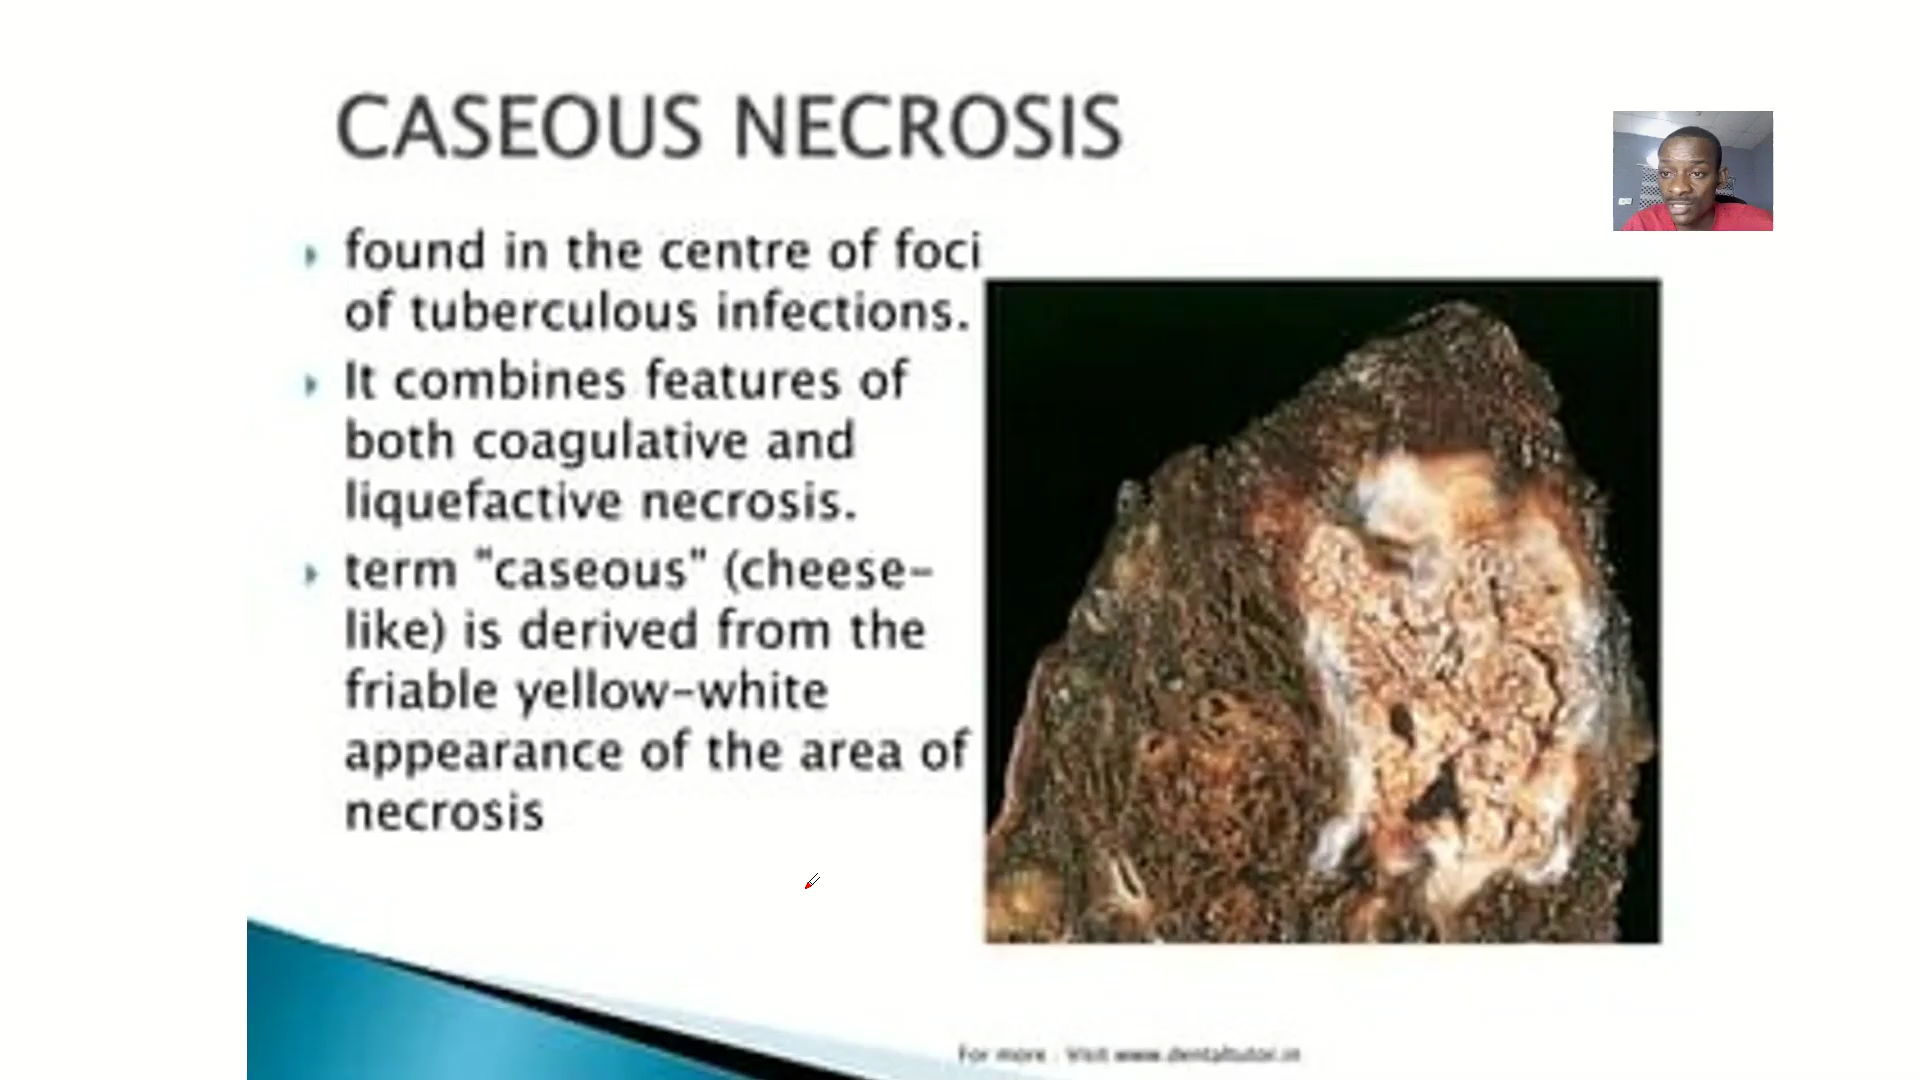 CASEOUS NECROSIS
found in the centre of foci
of tuberculous infections.
It combines features of
both coagulative and
liquefactive necrosis.
term "caseous" (cheese-
like) is derived from the
friable yellow-white
appearance of the area of
necrosis
For more : Visit www.dentaltutor.in